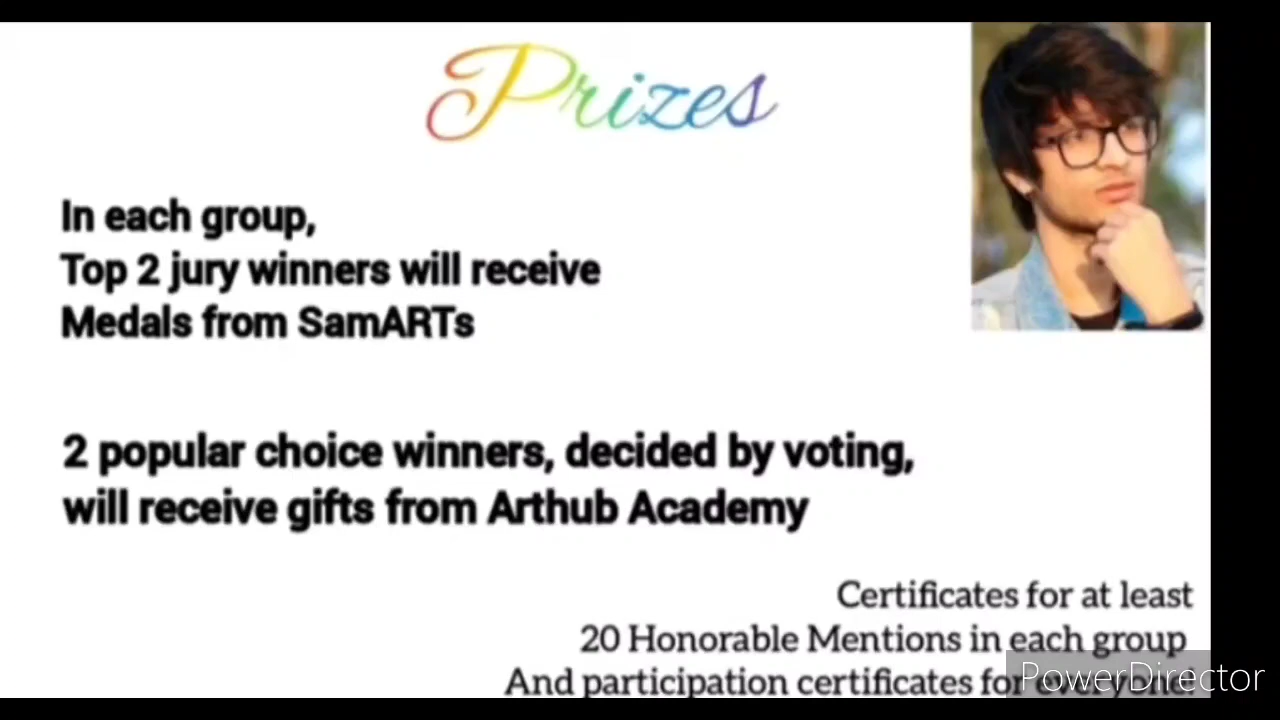 Prizes
In each group,
Top 2 jury winners will receive
Medals from SamARTs
2 popular choice winners, decided by voting,
will receive gifts from Arthub Academy
Certificates for at least
20 Honorable Mentions in each group
And participation certificates for everyone!
PowerDirector